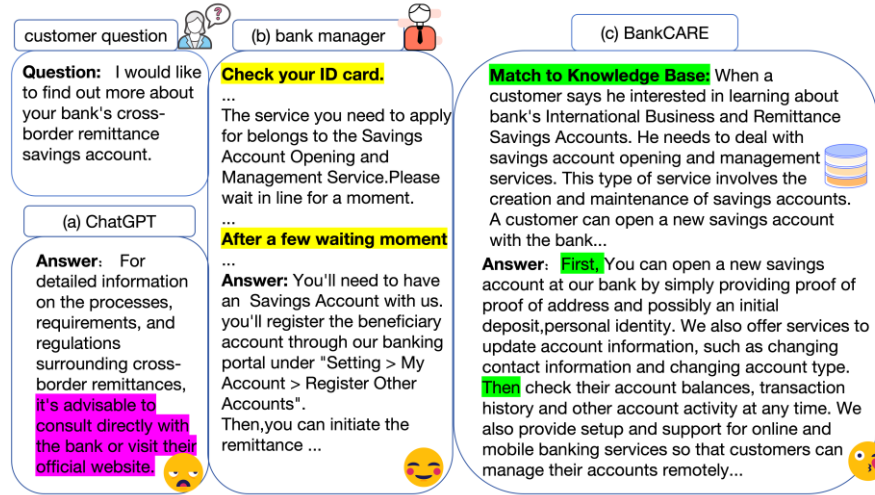 customer question
Question: I would like
to find out more about
your bank's cross-
border remittance
savings account.
(a) ChatGPT
Answer: For
detailed information
on the processes,
requirements, and
regulations
surrounding cross-
border remittances,
it's advisable to
consult directly with
the bank or visit their
official website.
(b) bank manager
Check your ID card.
...
The service you need to apply
for belongs to the Savings
Account Opening and
Management Service.Please
wait in line for a moment.
...
After a few waiting moment
...
Answer: You'll need to have
an Savings Account with us.
you'll register the beneficiary
account through our banking
portal under "Setting > My
Account > Register Other
Accounts".
Then,you can initiate the
remittance ...
(c) BankCARE
Match to Knowledge Base: When a
customer says he interested in learning about
bank's International Business and Remittance
Savings Accounts. He needs to deal with
savings account opening and management
services. This type of service involves the
creation and maintenance of savings accounts.
A customer can open a new savings account
with the bank...
Answer: First, You can open a new savings
account at our bank by simply providing proof of
proof of address and possibly an initial
deposit,personal identity. We also offer services to
update account information, such as changing
contact information and changing account type.
Then check their account balances, transaction
history and other account activity at any time. We
also provide setup and support for online and
mobile banking services so that customers can
manage their accounts remotely...